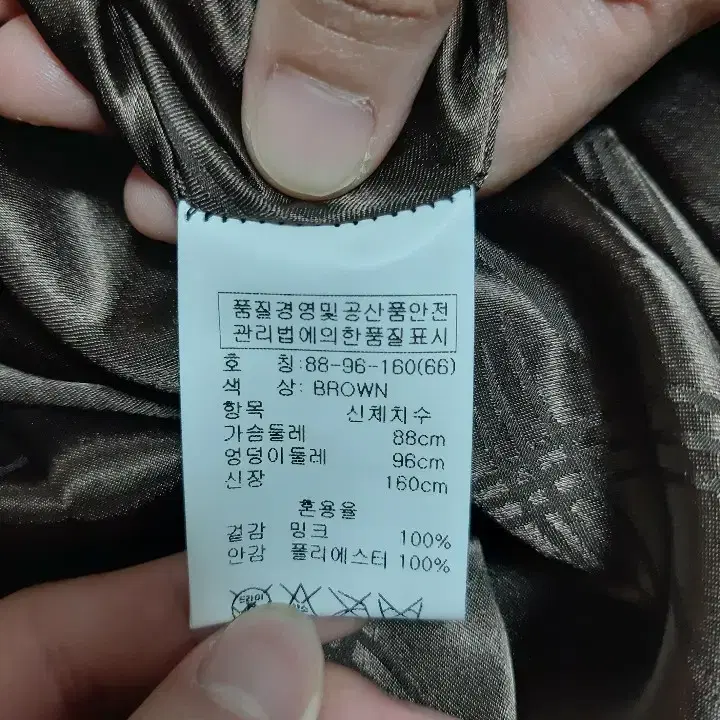 품질경영및공산품안전
관리법에의한품질표시
호 칭:88-96-160(66)
색 상: BROWN
항목 신체치수
가슴둘레 88cm
엉덩이둘레 96cm
신장 160cm
혼용율
겉감 밍크 100%
안감 폴리에스터 100%
드라이